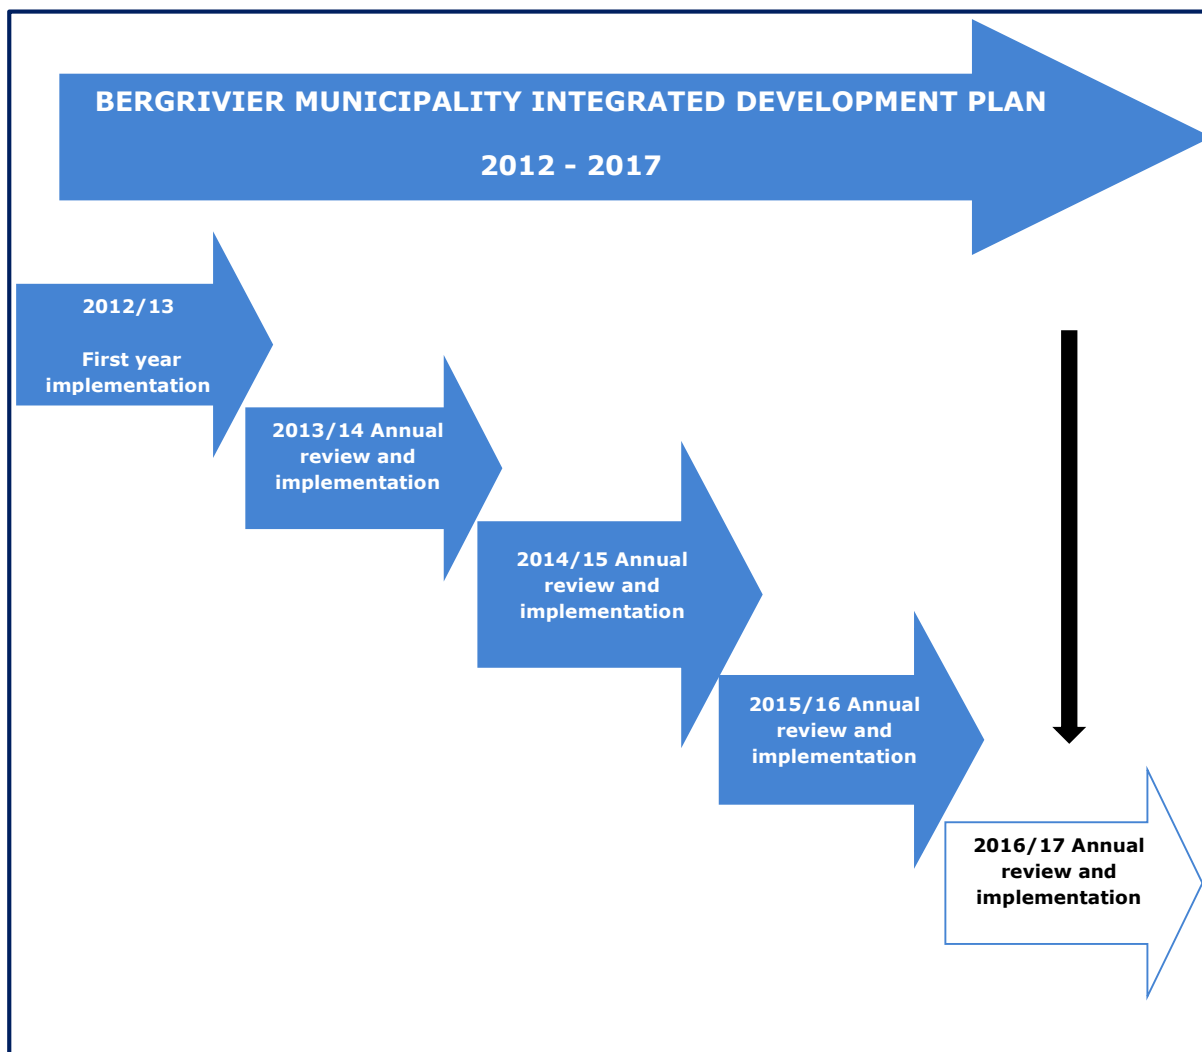 BERGRIVIER MUNICIPALITY INTEGRATED DEVELOPMENT PLAN
2012 - 2017
2012/13
First year
implementation
2013/14 Annual
review and
implementation
2014/15 Annual
review and
implementation
2015/16 Annual
review and
implementation
2016/17 Annual
review and
implementation